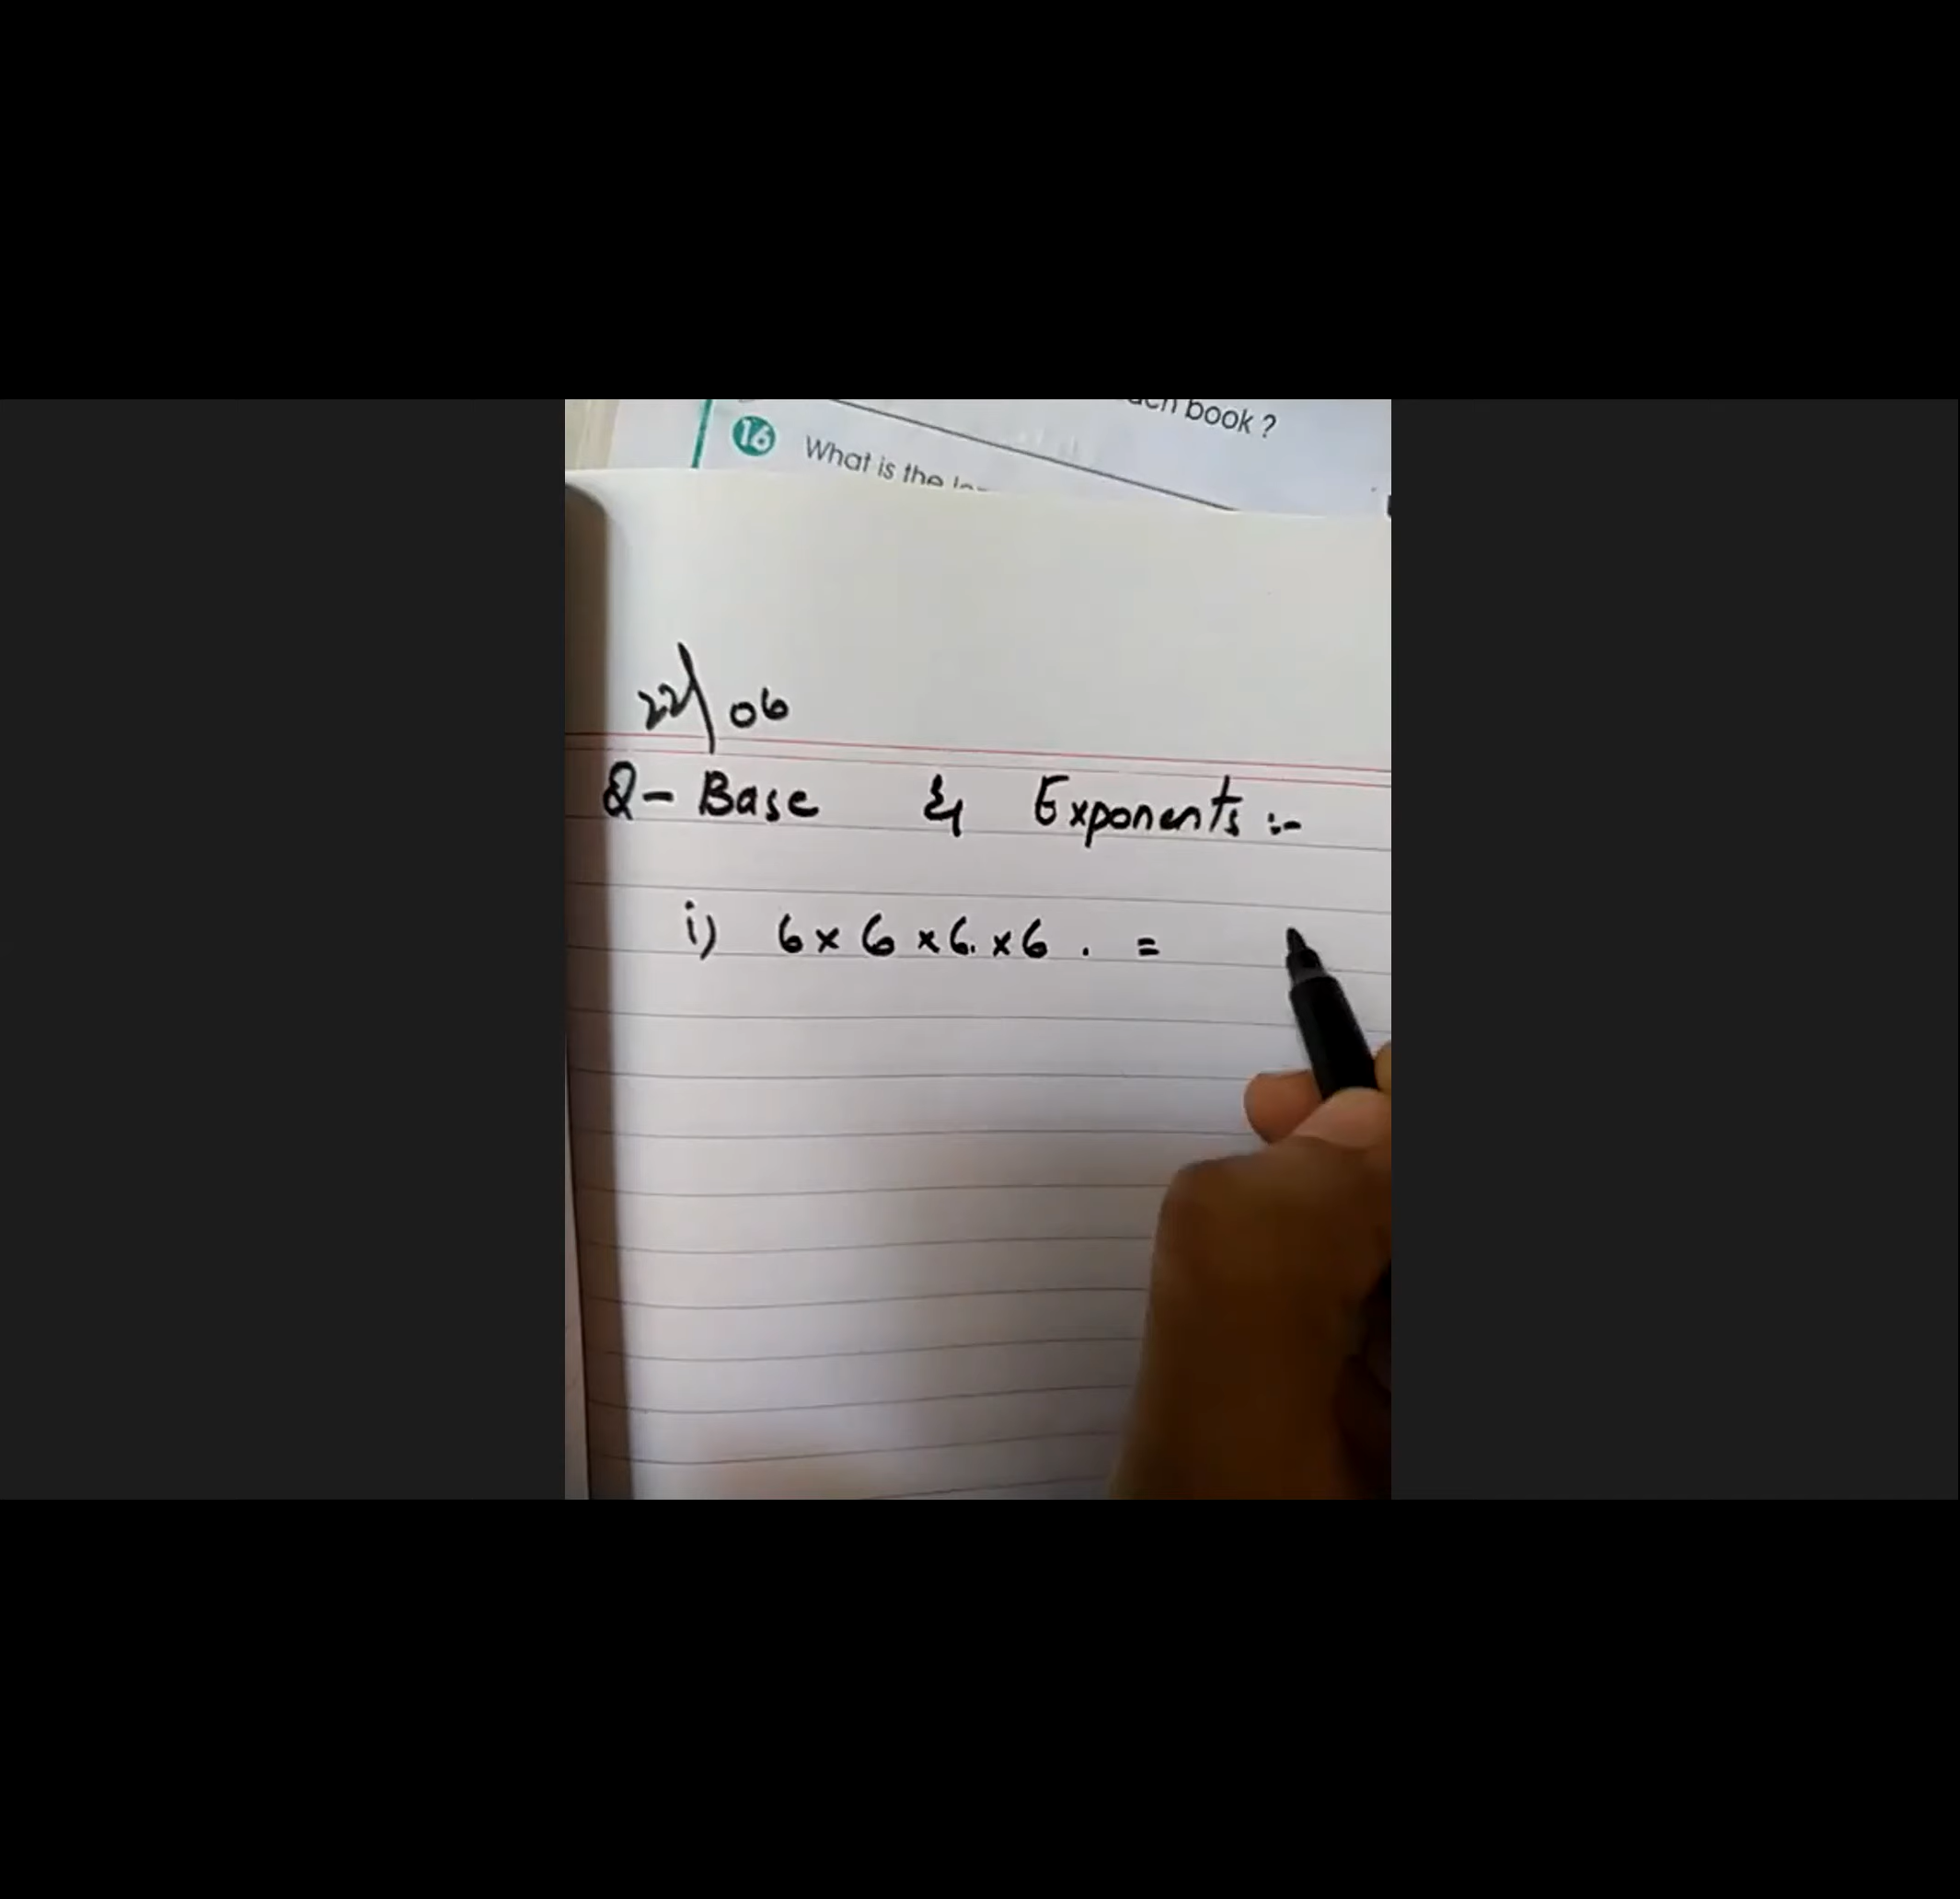 book ?
16 What is the
22\06
Q- Base & Exponents :-
i) 6 x 6 x 6. x 6 . =